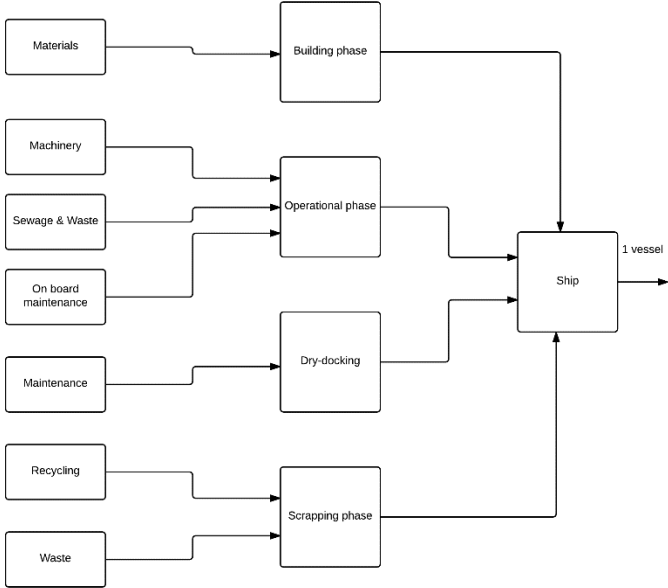 Materials
Building phase
Machinery
Sewage & Waste
Operational phase
On board
maintenance
1 vessel
Ship
Maintenance
Dry-docking
Recycling
Scrapping phase
Waste